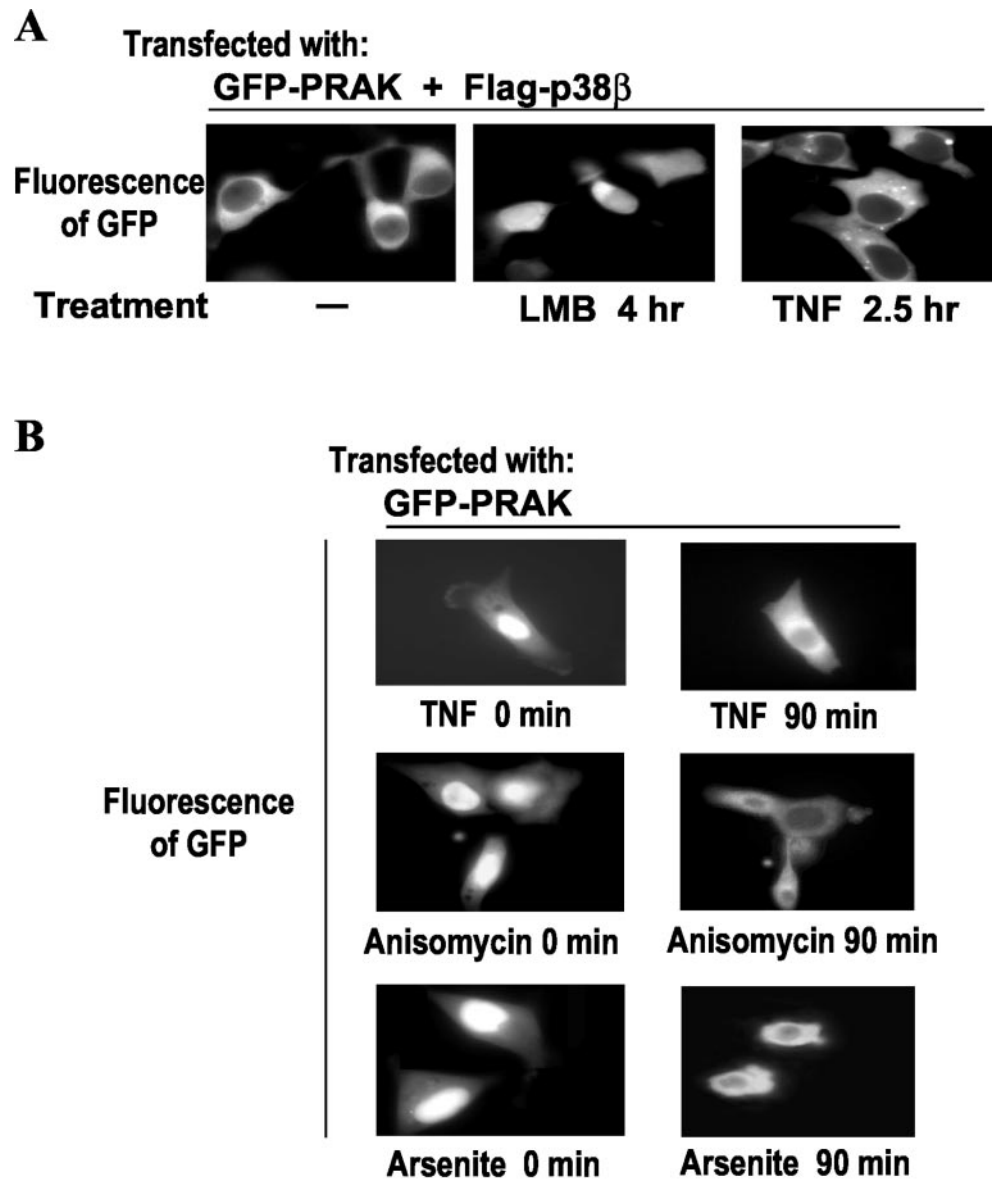 A
Transfected with:
GFP-PRAK + Flag-p38β
Fluorescence
of GFP
Treatment
—
LMB 4 hr
TNF 2.5 hr
B
Transfected with:
GFP-PRAK
TNF 0 min
TNF 90 min
Fluorescence
of GFP
Anisomycin 0 min
Anisomycin 90 min
Arsenite 0 min
Arsenite 90 min